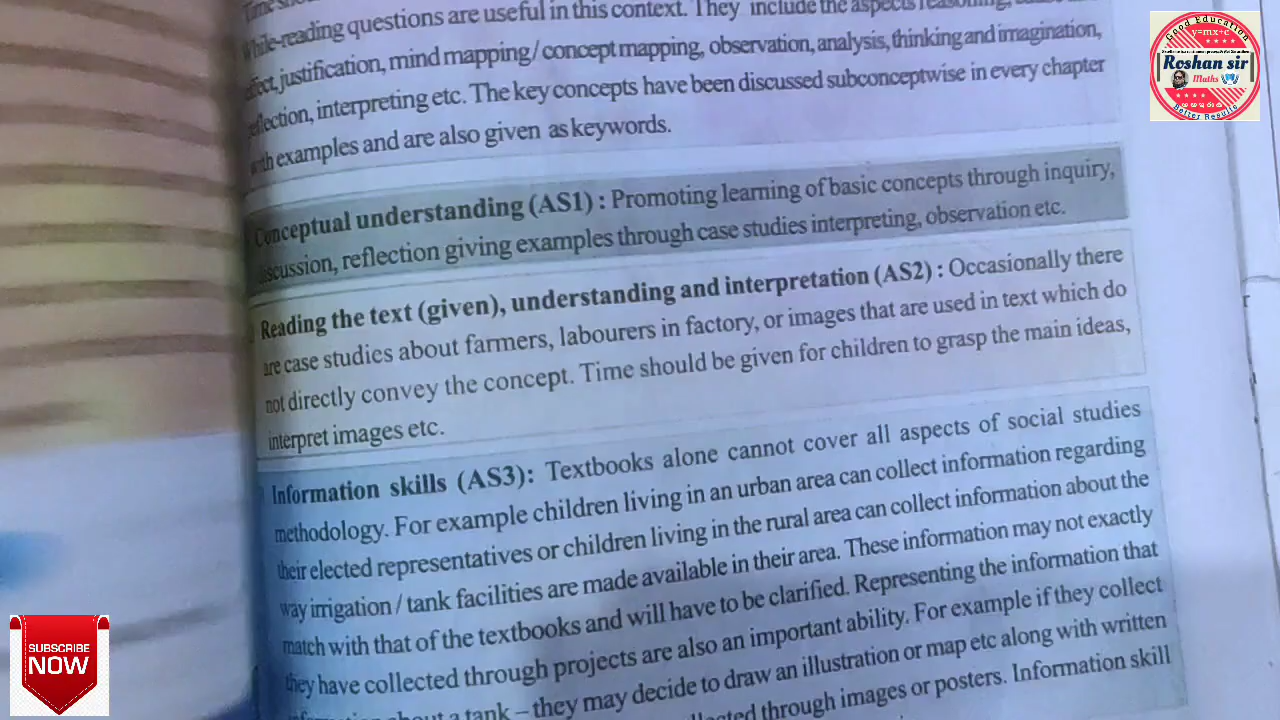 While-reading questions are useful in this context. They include the aspects reasoning,
effect, justification, mind mapping / concept mapping, observation, analysis, thinking and imagination,
reflection, interpreting etc. The key concepts have been discussed subconceptwise in every chapter
with examples and are also given as keywords.
Conceptual understanding (AS1) : Promoting learning of basic concepts through inquiry,
discussion, reflection giving examples through case studies interpreting, observation etc.
Reading the text (given), understanding and interpretation (AS2) : Occasionally there
are case studies about farmers, labourers in factory, or images that are used in text which do
not directly convey the concept. Time should be given for children to grasp the main ideas,
interpret images etc.
Information skills (AS3): Textbooks alone cannot cover all aspects of social studies
methodology. For example children living in an urban area can collect information regarding
their elected representatives or children living in the rural area can collect information about the
way irrigation / tank facilities are made available in their area. These information may not exactly
match with that of the textbooks and will have to be clarified. Representing the information that
they have collected through projects are also an important ability. For example if they collect
about a tank – they may decide to draw an illustration or map etc along with written
through images or posters. Information skill
Good Education
y=mx+c
Roshan sir
Maths
Better Results
SUBSCRIBE
NOW